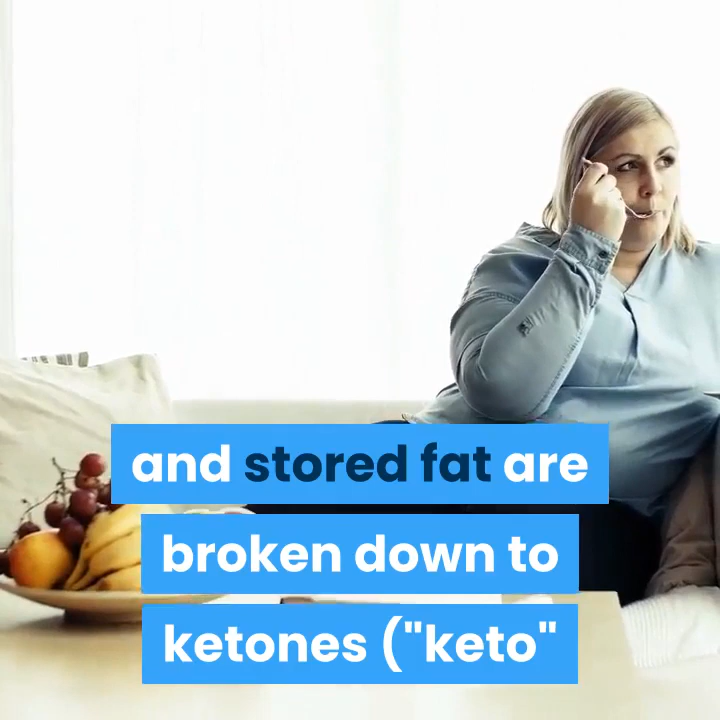 and stored fat are
broken down to
ketones ("keto"